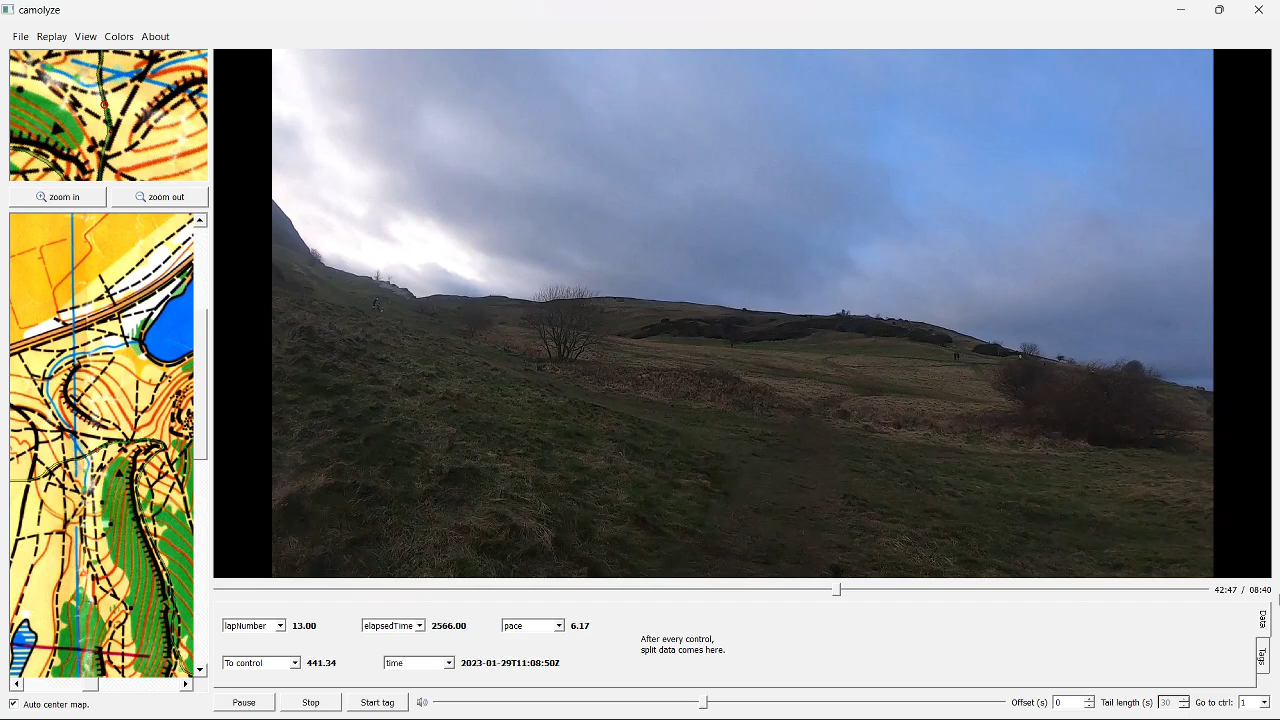 camolyze
File Replay View Colors About
zoom in zoom out
42:47 / 08:40
lapNumber 13.00 elapsedTime 2566.00 pace 6.17
After every control,
split data comes here.
To control 441.34 time 2023-01-29T11:08:50Z
Data
Tags
Auto center map.
Pause Stop Start tag Offset (s) 0 Tail length (s) 30 Go to ctrl: 1